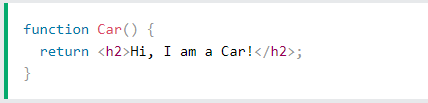 function Car() {
  return <h2>Hi, I am a Car!</h2>;
}